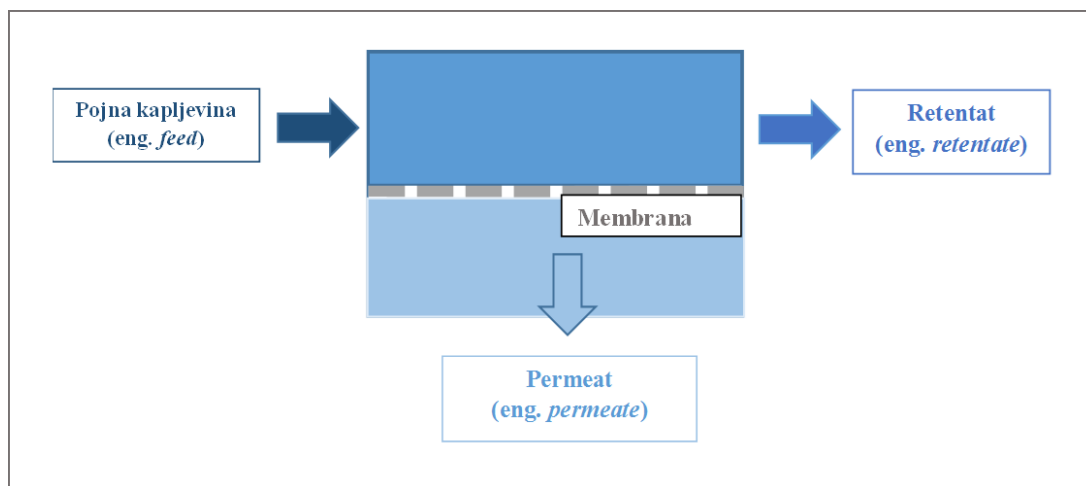 Pojna kapljevina
(eng. feed)
Retentat
(eng. retentate)
Membrana
Permeat
(eng. permeate)